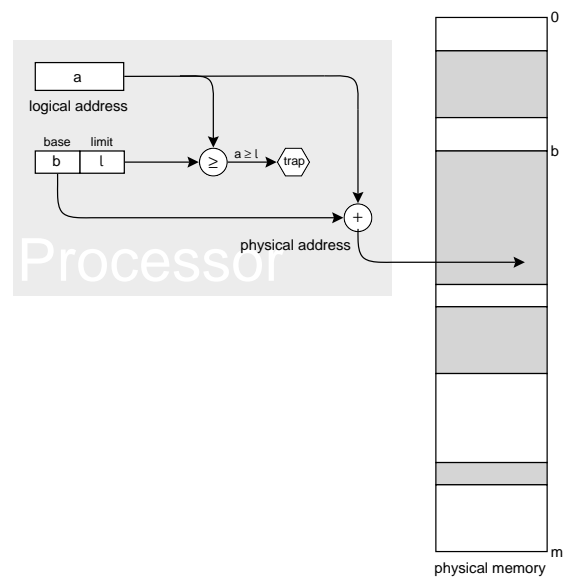 0
a
logical address
base limit
b l
≥
a ≥ l
trap
b
+
physical address
Processor
m
physical memory